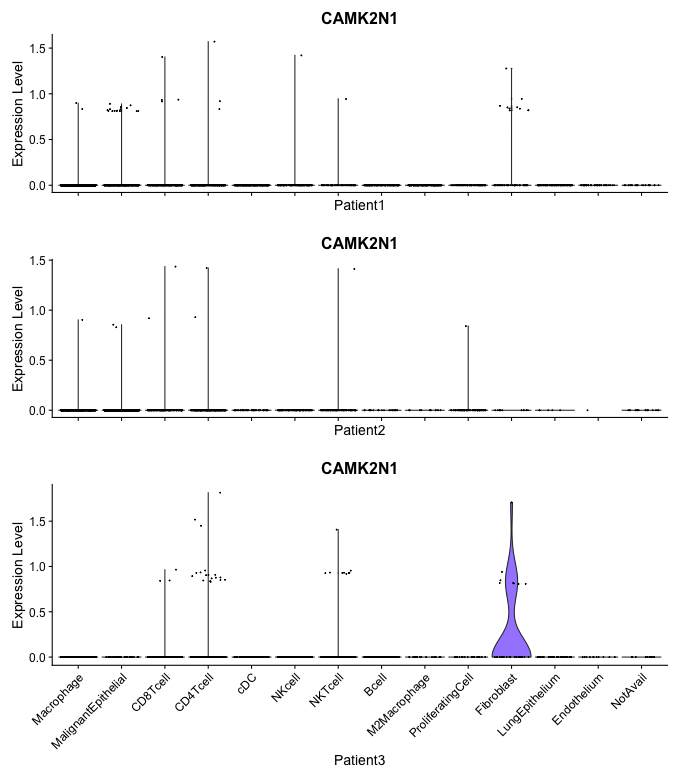 CAMK2N1
Expression Level
1.5
1.0
0.5
0.0
Patient1
CAMK2N1
Expression Level
1.5
1.0
0.5
0.0
Patient2
CAMK2N1
Expression Level
1.5
1.0
0.5
0.0
Macrophage
MalignantEpithelial
CD8Tcell
CD4Tcell
cDC
NKcell
NKTcell
Bcell
M2Macrophage
ProliferatingCell
Fibroblast
LungEpithelium
Endothelium
NotAvail
Patient3